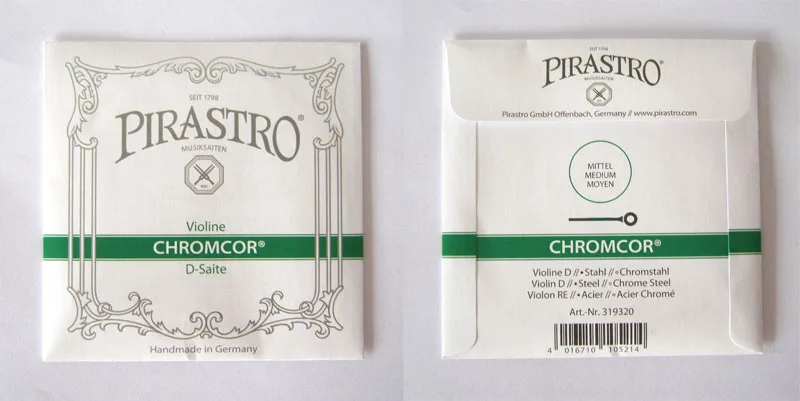 SEIT 1798
PIRASTRO®
MUSIKSAITEN
Violine
CHROMCOR®
D-Saite
Handmade in Germany
SEIT 1798
PIRASTRO®
MUSIKSAITEN
Pirastro GmbH Offenbach, Germany // www.pirastro.com
MITTEL
MEDIUM
MOYEN
CHROMCOR®
Violine D //•Stahl //◦Chromstahl
Violin D //•Steel //◦Chrome Steel
Violon RE //•Acier //◦Acier Chromé
Art.-Nr. 319320
4 016710 105214